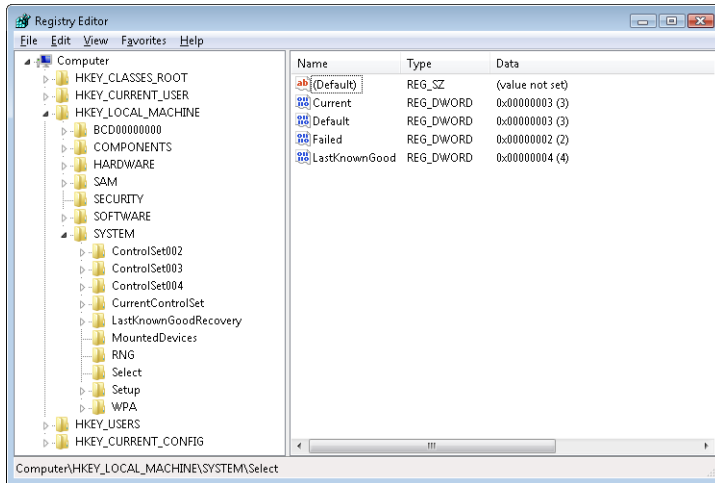 Registry Editor
File Edit View Favorites Help
Computer
HKEY_CLASSES_ROOT
HKEY_CURRENT_USER
HKEY_LOCAL_MACHINE
BCD00000000
COMPONENTS
HARDWARE
SAM
SECURITY
SOFTWARE
SYSTEM
ControlSet002
ControlSet003
ControlSet004
CurrentControlSet
LastKnownGoodRecovery
MountedDevices
RNG
Select
Setup
WPA
HKEY_USERS
HKEY_CURRENT_CONFIG
Name Type Data
(Default) REG_SZ (value not set)
Current REG_DWORD 0x00000003 (3)
Default REG_DWORD 0x00000003 (3)
Failed REG_DWORD 0x00000002 (2)
LastKnownGood REG_DWORD 0x00000004 (4)
Computer\HKEY_LOCAL_MACHINE\SYSTEM\Select